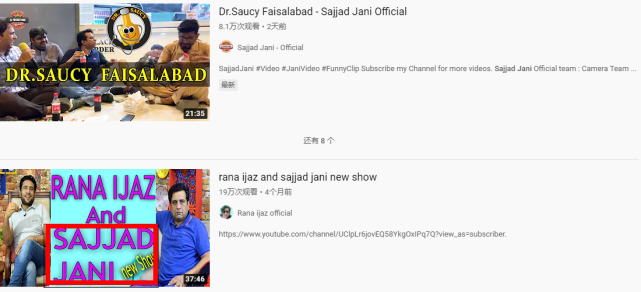 DR.SAUCY FAISALABAD
21:35
Dr.Saucy Faisalabad - Sajjad Jani Official
8.1万次观看 • 2天前
Sajjad Jani - Official
SajjadJani #Video #JaniVideo #FunnyClip Subscribe my Channel for more videos. Sajjad Jani Official team : Camera Team ...
最新
还有 8 个
RANA IJAZ
And
SAJJAD
JANI new Show
37:46
rana ijaz and sajjad jani new show
19万次观看 • 4个月前
Rana ijaz official
https://www.youtube.com/channel/UClpLr6jovEQ58YkgOxIPq7Q?view_as=subscriber.